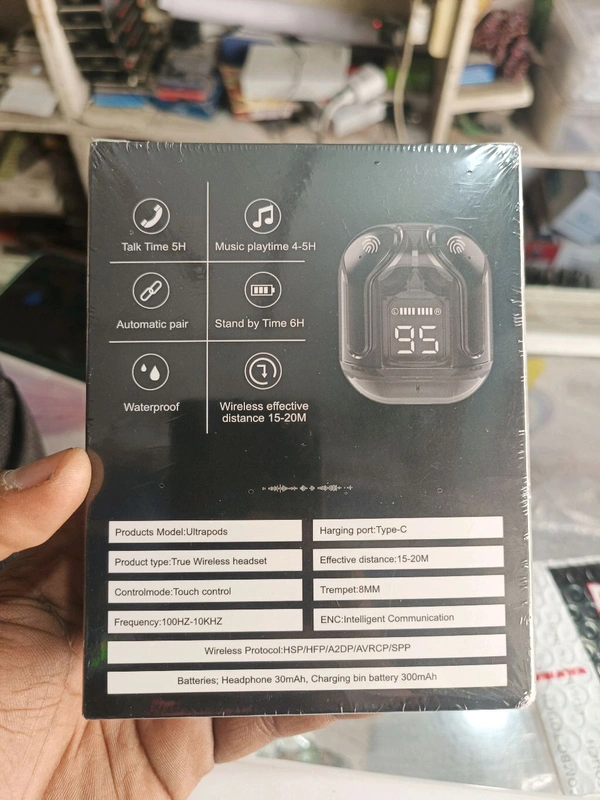 Talk Time 5H
Music playtime 4-5H
Automatic pair
Stand by Time 6H
Waterproof
Wireless effective
distance 15-20M
L R
95
Products Model:Ultrapods
Harging port:Type-C
Product type:True Wireless headset
Effective distance:15-20M
Controlmode:Touch control
Trempet:8MM
Frequency:100HZ-10KHZ
ENC:Intelligent Communication
Wireless Protocol:HSP/HFP/A2DP/AVRCP/SPP
Batteries; Headphone 30mAh, Charging bin battery 300mAh